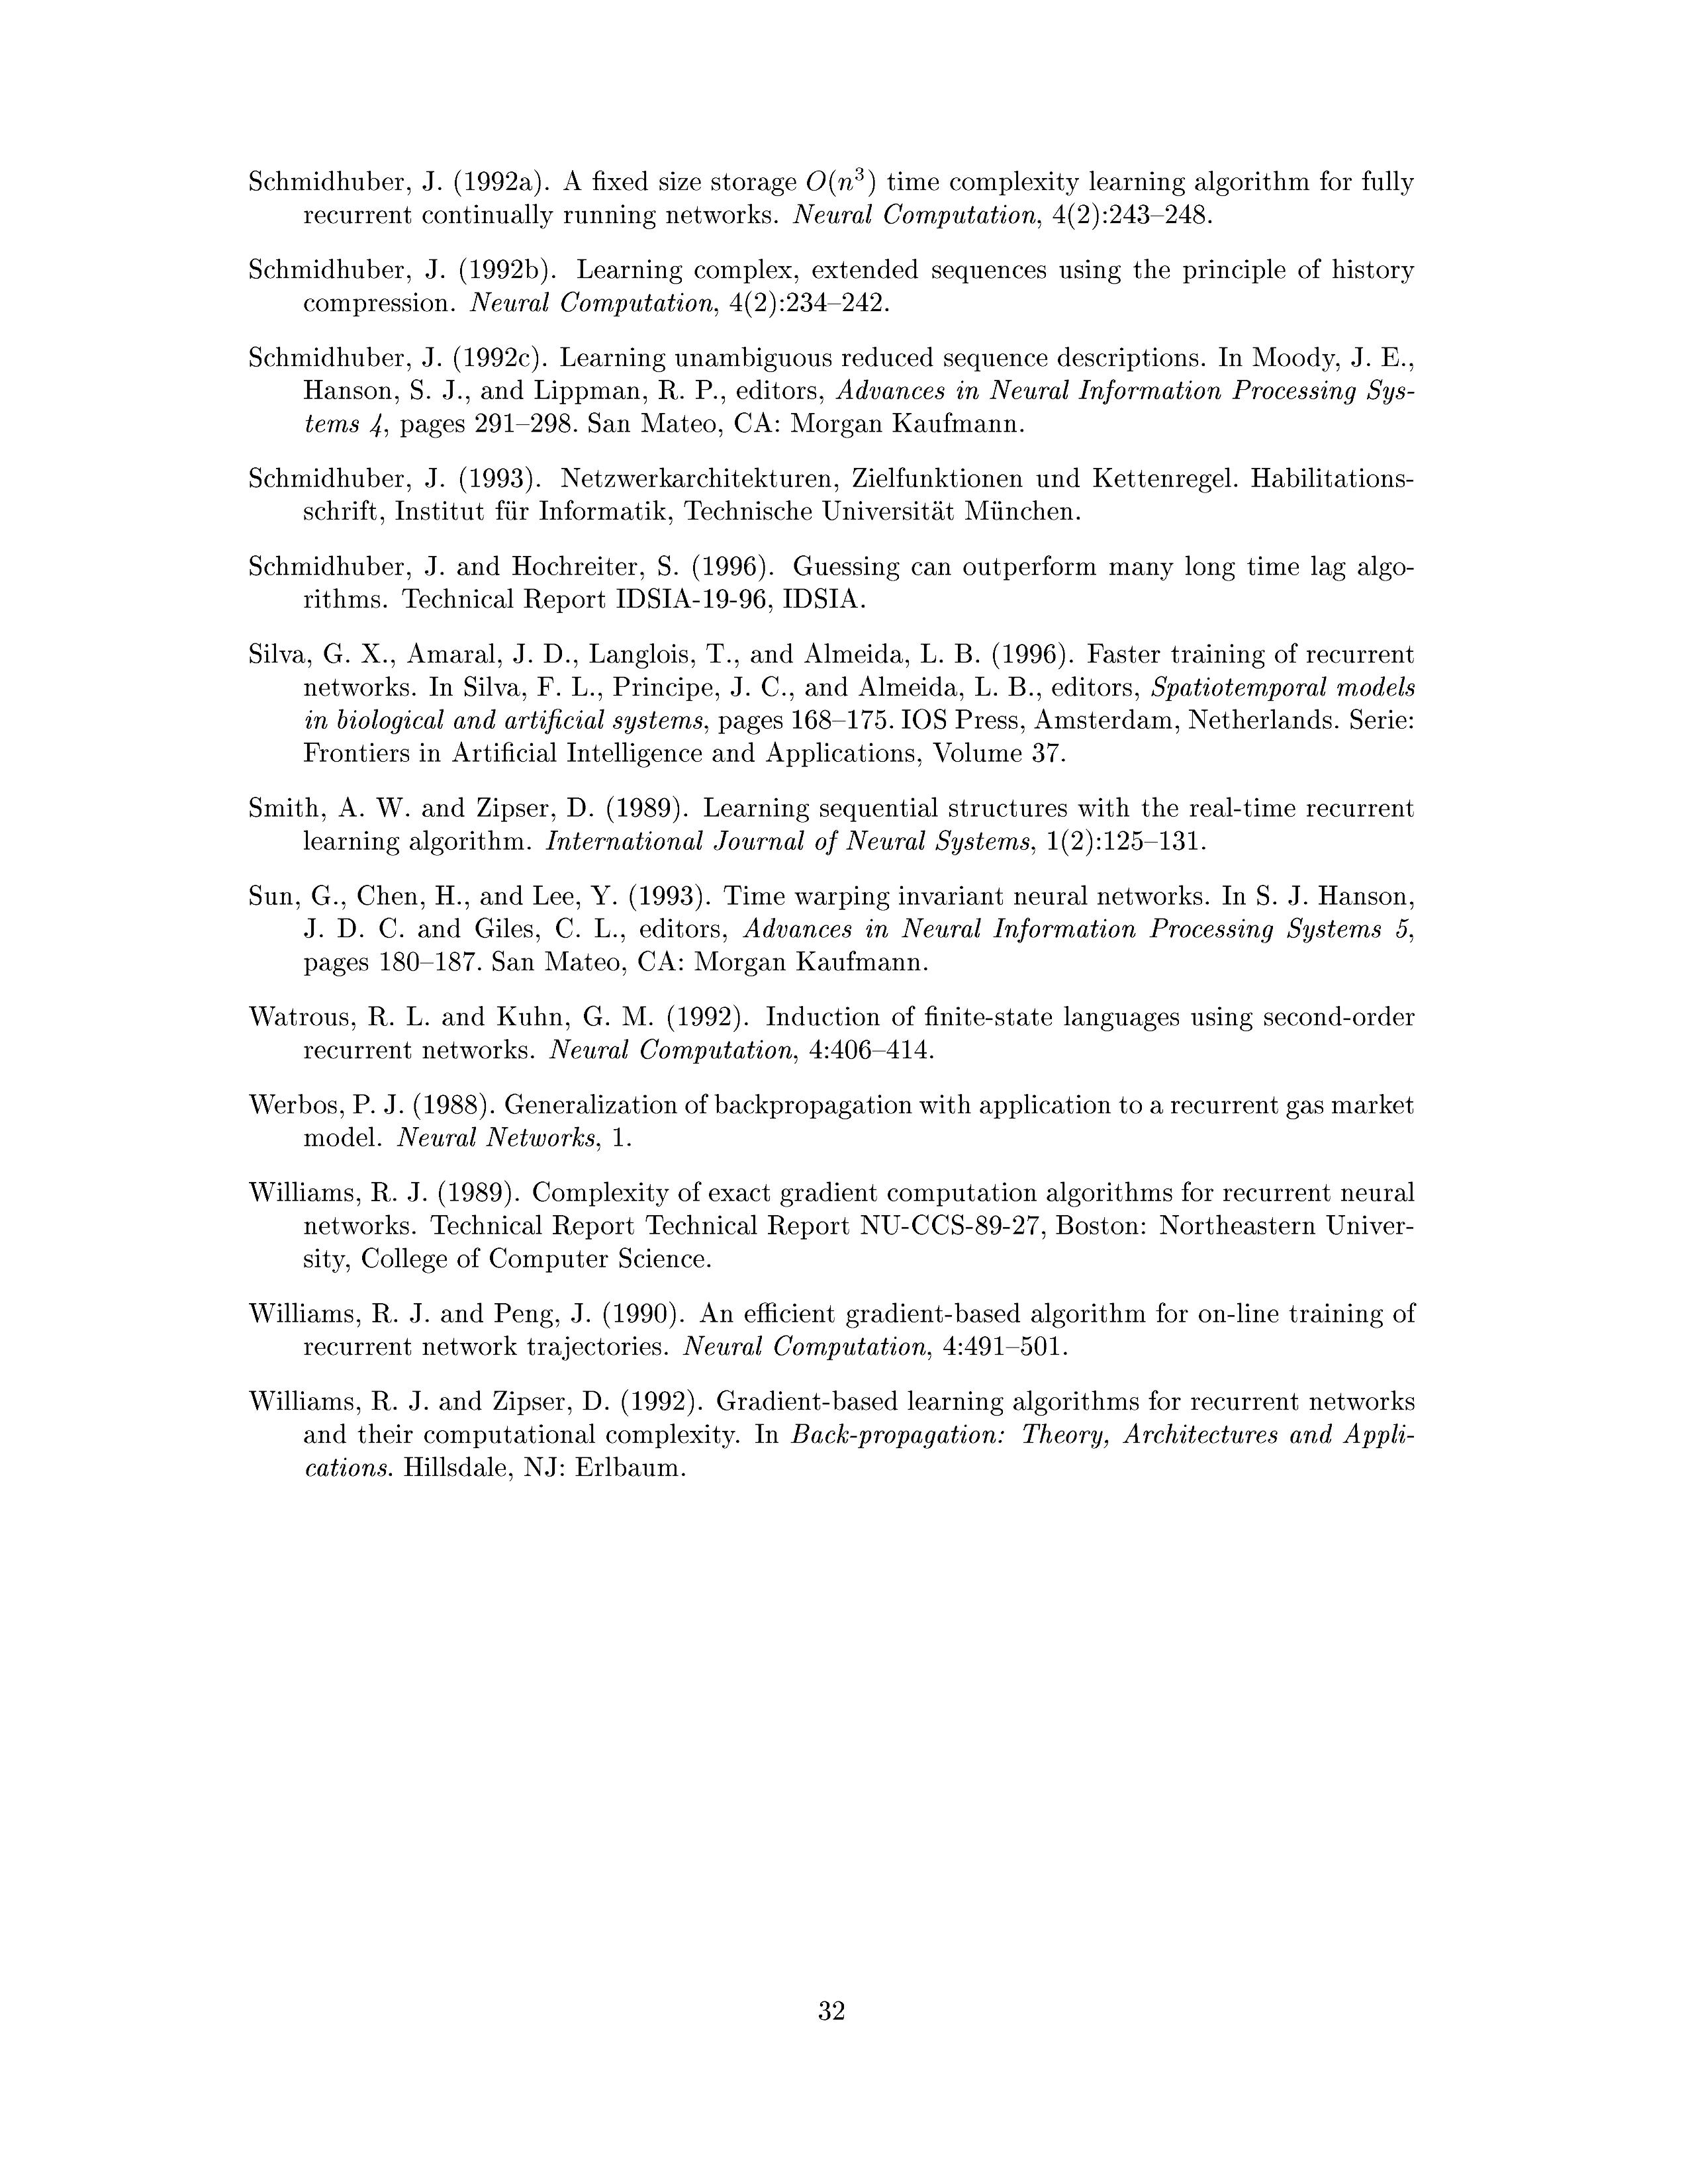 Schmidhuber, J. (1992a). A fixed size storage O(n³) time complexity learning algorithm for fully
recurrent continually running networks. Neural Computation, 4(2):243–248.
Schmidhuber, J. (1992b). Learning complex, extended sequences using the principle of history
compression. Neural Computation, 4(2):234–242.
Schmidhuber, J. (1992c). Learning unambiguous reduced sequence descriptions. In Moody, J. E.,
Hanson, S. J., and Lippman, R. P., editors, Advances in Neural Information Processing Sys-
tems 4, pages 291–298. San Mateo, CA: Morgan Kaufmann.
Schmidhuber, J. (1993). Netzwerkarchitekturen, Zielfunktionen und Kettenregel. Habilitations-
schrift, Institut für Informatik, Technische Universität München.
Schmidhuber, J. and Hochreiter, S. (1996). Guessing can outperform many long time lag algo-
rithms. Technical Report IDSIA-19-96, IDSIA.
Silva, G. X., Amaral, J. D., Langlois, T., and Almeida, L. B. (1996). Faster training of recurrent
networks. In Silva, F. L., Principe, J. C., and Almeida, L. B., editors, Spatiotemporal models
in biological and artificial systems, pages 168–175. IOS Press, Amsterdam, Netherlands. Serie:
Frontiers in Artificial Intelligence and Applications, Volume 37.
Smith, A. W. and Zipser, D. (1989). Learning sequential structures with the real-time recurrent
learning algorithm. International Journal of Neural Systems, 1(2):125–131.
Sun, G., Chen, H., and Lee, Y. (1993). Time warping invariant neural networks. In S. J. Hanson,
J. D. C. and Giles, C. L., editors, Advances in Neural Information Processing Systems 5,
pages 180–187. San Mateo, CA: Morgan Kaufmann.
Watrous, R. L. and Kuhn, G. M. (1992). Induction of finite-state languages using second-order
recurrent networks. Neural Computation, 4:406–414.
Werbos, P. J. (1988). Generalization of backpropagation with application to a recurrent gas market
model. Neural Networks, 1.
Williams, R. J. (1989). Complexity of exact gradient computation algorithms for recurrent neural
networks. Technical Report Technical Report NU-CCS-89-27, Boston: Northeastern Univer-
sity, College of Computer Science.
Williams, R. J. and Peng, J. (1990). An efficient gradient-based algorithm for on-line training of
recurrent network trajectories. Neural Computation, 4:491–501.
Williams, R. J. and Zipser, D. (1992). Gradient-based learning algorithms for recurrent networks
and their computational complexity. In Back-propagation: Theory, Architectures and Appli-
cations. Hillsdale, NJ: Erlbaum.
32